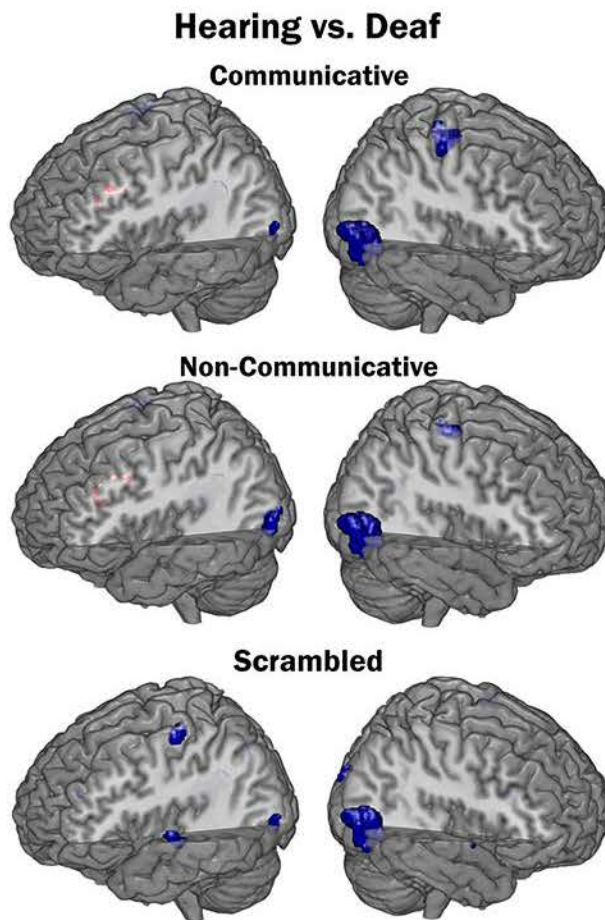 Hearing vs. Deaf
Communicative
Non-Communicative
Scrambled